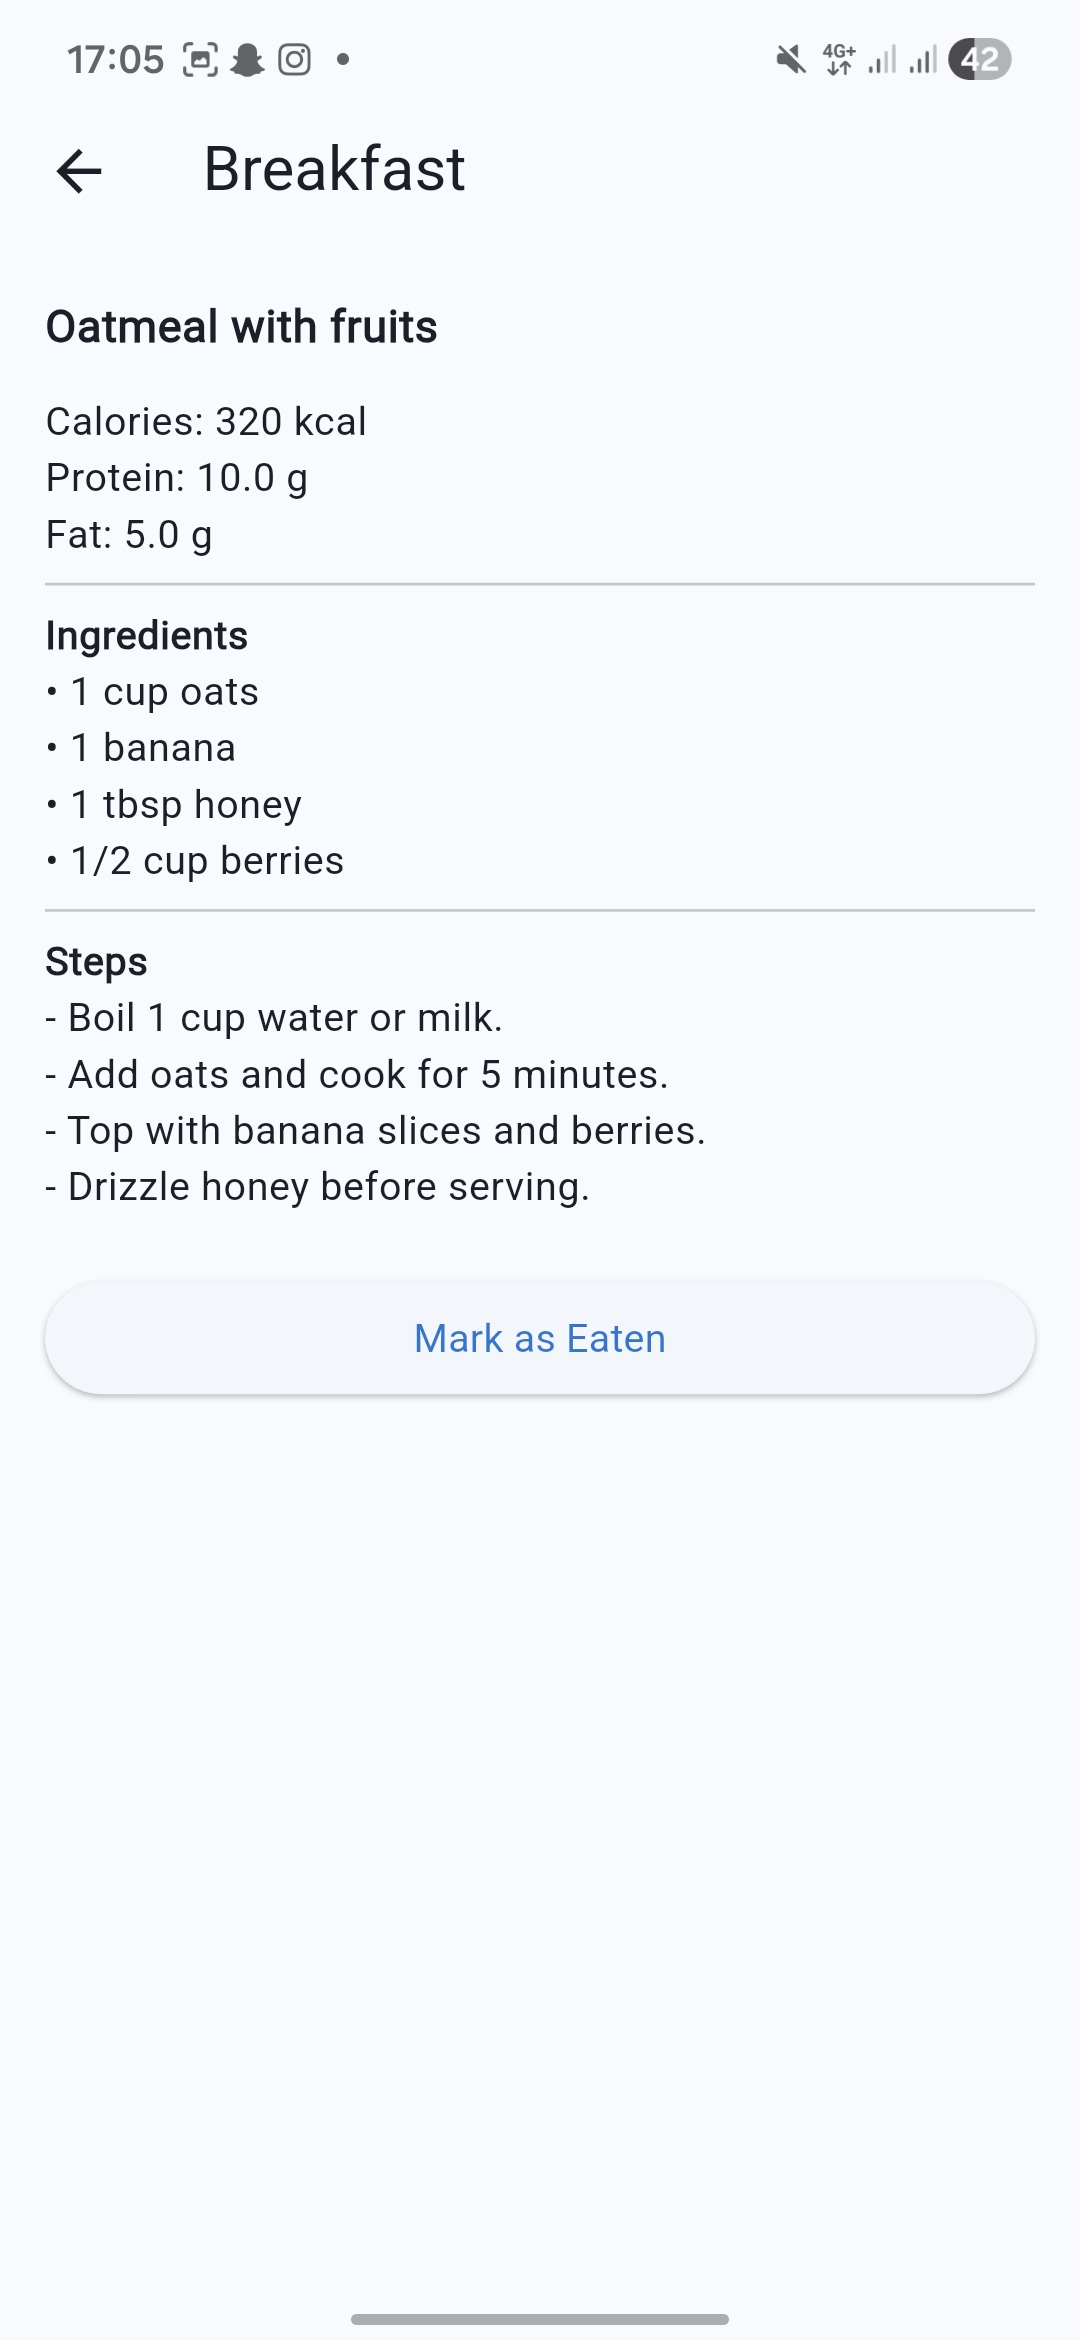 17:05
4G+
42
Breakfast
Oatmeal with fruits
Calories: 320 kcal
Protein: 10.0 g
Fat: 5.0 g
Ingredients
• 1 cup oats
• 1 banana
• 1 tbsp honey
• 1/2 cup berries
Steps
- Boil 1 cup water or milk.
- Add oats and cook for 5 minutes.
- Top with banana slices and berries.
- Drizzle honey before serving.
Mark as Eaten